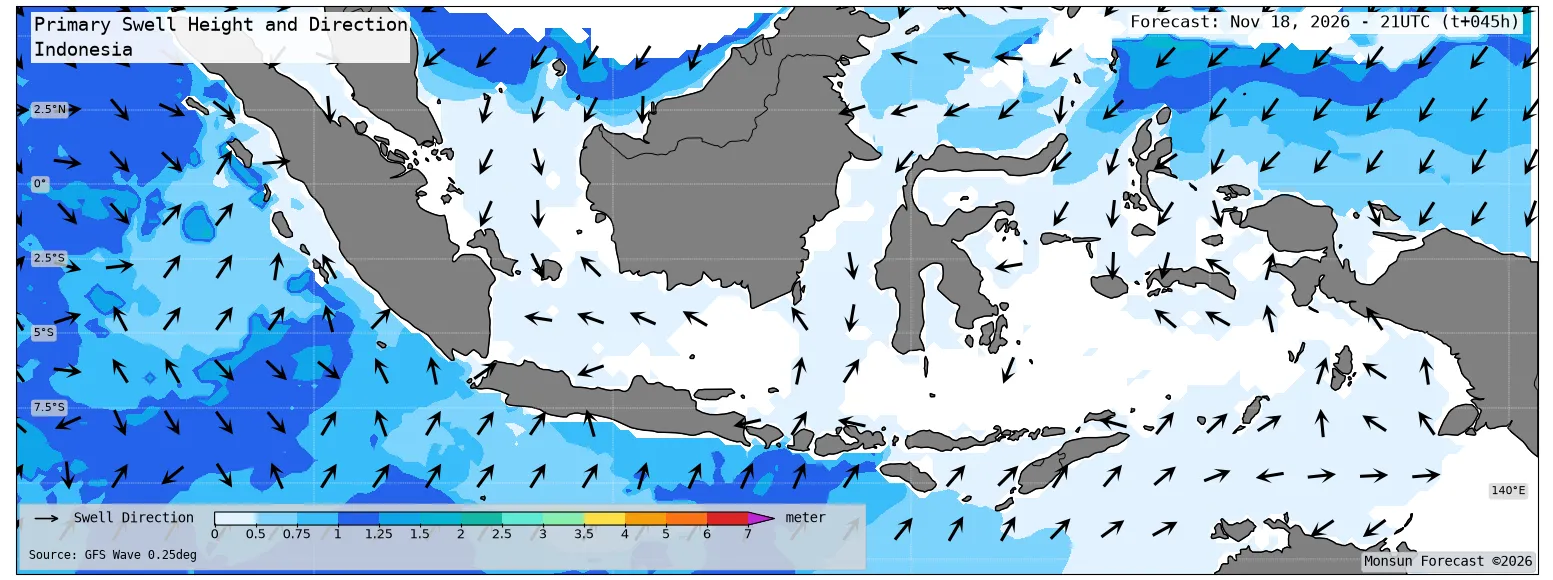 Primary Swell Height and Direction
Indonesia
Forecast: Nov 18, 2026 - 21UTC (t+045h)
2.5°N
0°
2.5°S
5°S
7.5°S
140°E
Swell Direction
0 0.5 0.75 1 1.25 1.5 2 2.5 3 3.5 4 5 6 7
meter
Source: GFS Wave 0.25deg
Monsun Forecast ©2026